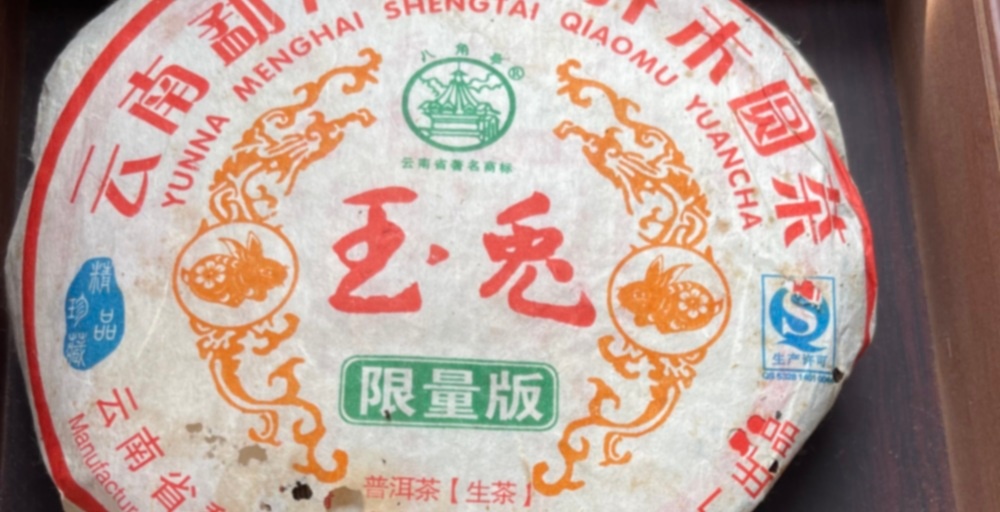 云南勐
木圆茶
YUNNA MENGHAI SHENGTAI QIAOMU YUANCHA
八角亭®
云南省著名商标
玉兔
精品
珍藏
限量版
生产许可
普洱茶【生茶】
云南省
出品